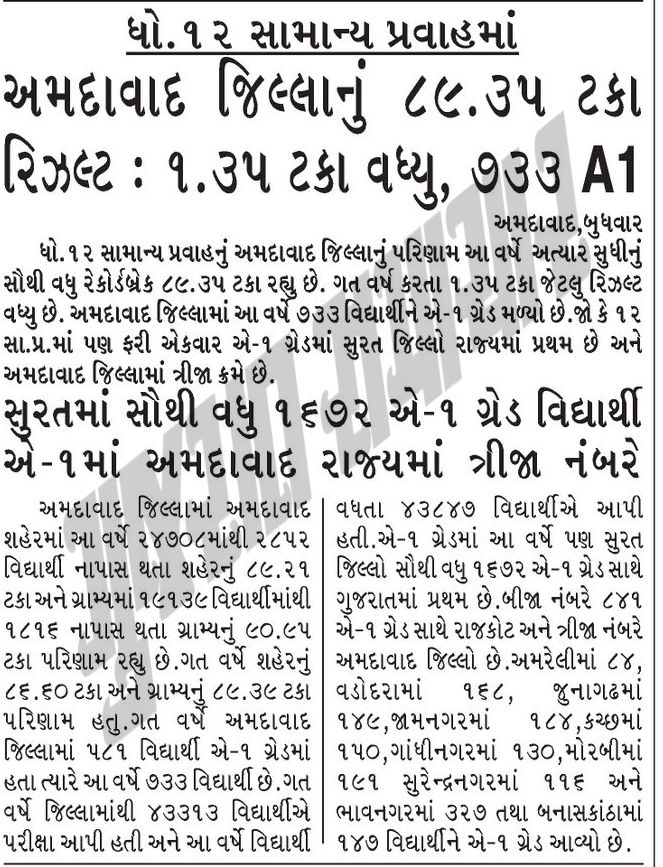 ધો.૧૨ સામાન્ય પ્રવાહમાં
અમદાવાદ જિલ્લાનું ૮૯.૩૫ ટકા
રિઝલ્ટ : ૧.૩૫ ટકા વધ્યુ, ૭૩૩ A1
અમદાવાદ,બુધવાર
ધો.૧૨ સામાન્ય પ્રવાહનું અમદાવાદ જિલ્લાનું પરિણામ આ વર્ષે અત્યાર સુધીનું
સૌથી વધુ રેકોર્ડબ્રેક ૮૯.૩૫ ટકા રહ્યુ છે. ગત વર્ષ કરતા ૧.૩૫ ટકા જેટલુ રિઝલ્ટ
વધ્યુ છે. અમદાવાદ જિલ્લામાં આ વર્ષે ૭૩૩ વિદ્યાર્થીને એ-૧ ગ્રેડ મળ્યો છે.જો કે ૧૨
સા.પ્ર.માં પણ ફરી એકવાર એ-૧ ગ્રેડમાં સુરત જિલ્લો રાજ્યમાં પ્રથમ છે અને
અમદાવાદ જિલ્લામાં ત્રીજા ક્રમે છે.
સુરતમાં સૌથી વધુ ૧૬૭૨ એ-૧ ગ્રેડ વિદ્યાર્થી
એ-૧માં અમદાવાદ રાજ્યમાં ત્રીજા નંબરે
અમદાવાદ જિલ્લામાં અમદાવાદ
શહેરમાં આ વર્ષે ૨૪૭૦૮માંથી ૨૮૫૨
વિદ્યાર્થી નાપાસ થતા શહેરનું ૮૯.૨૧
ટકા અને ગ્રામ્યમાં ૧૯૧૩૯ વિદ્યાર્થીમાંથી
૧૮૧૬ નાપાસ થતા ગ્રામ્યનું ૯૦.૯૫
ટકા પરિણામ રહ્યુ છે.ગત વર્ષે શહેરનું
૮૬.૬૦ ટકા અને ગ્રામ્યનું ૮૯.૩૯ ટકા
પરિણામ હતુ.ગત વર્ષે અમદાવાદ
જિલ્લામાં ૫૮૧ વિદ્યાર્થી એ-૧ ગ્રેડમાં
હતા ત્યારે આ વર્ષે ૭૩૩ વિદ્યાર્થી છે.ગત
વર્ષે જિલ્લામાંથી ૪૩૩૧૩ વિદ્યાર્થીએ
પરીક્ષા આપી હતી અને આ વર્ષે વિદ્યાર્થી
વધતા ૪૩૮૪૭ વિદ્યાર્થીએ આપી
હતી.એ-૧ ગ્રેડમાં આ વર્ષે પણ સુરત
જિલ્લો સૌથી વધુ ૧૬૭૨ એ-૧ ગ્રેડ સાથે
ગુજરાતમાં પ્રથમ છે.બીજા નંબરે ૮૪૧
એ-૧ ગ્રેડ સાથે રાજકોટ અને ત્રીજા નંબરે
અમદાવાદ જિલ્લો છે.અમરેલીમાં ૮૪,
વડોદરામાં ૧૬૮, જુનાગઢમાં
૧૪૯,જામનગરમાં ૧૮૪,કચ્છમાં
૧૫૦,ગાંધીનગરમાં ૧૩૦,મોરબીમાં
૧૯૧ સુરેન્દ્રનગરમાં ૧૧૬ અને
ભાવનગરમાં ૩૨૭ તથા બનાસકાંઠામાં
૧૪૭ વિદ્યાર્થીને એ-૧ ગ્રેડ આવ્યો છે.
ગુજરાત સમાચાર